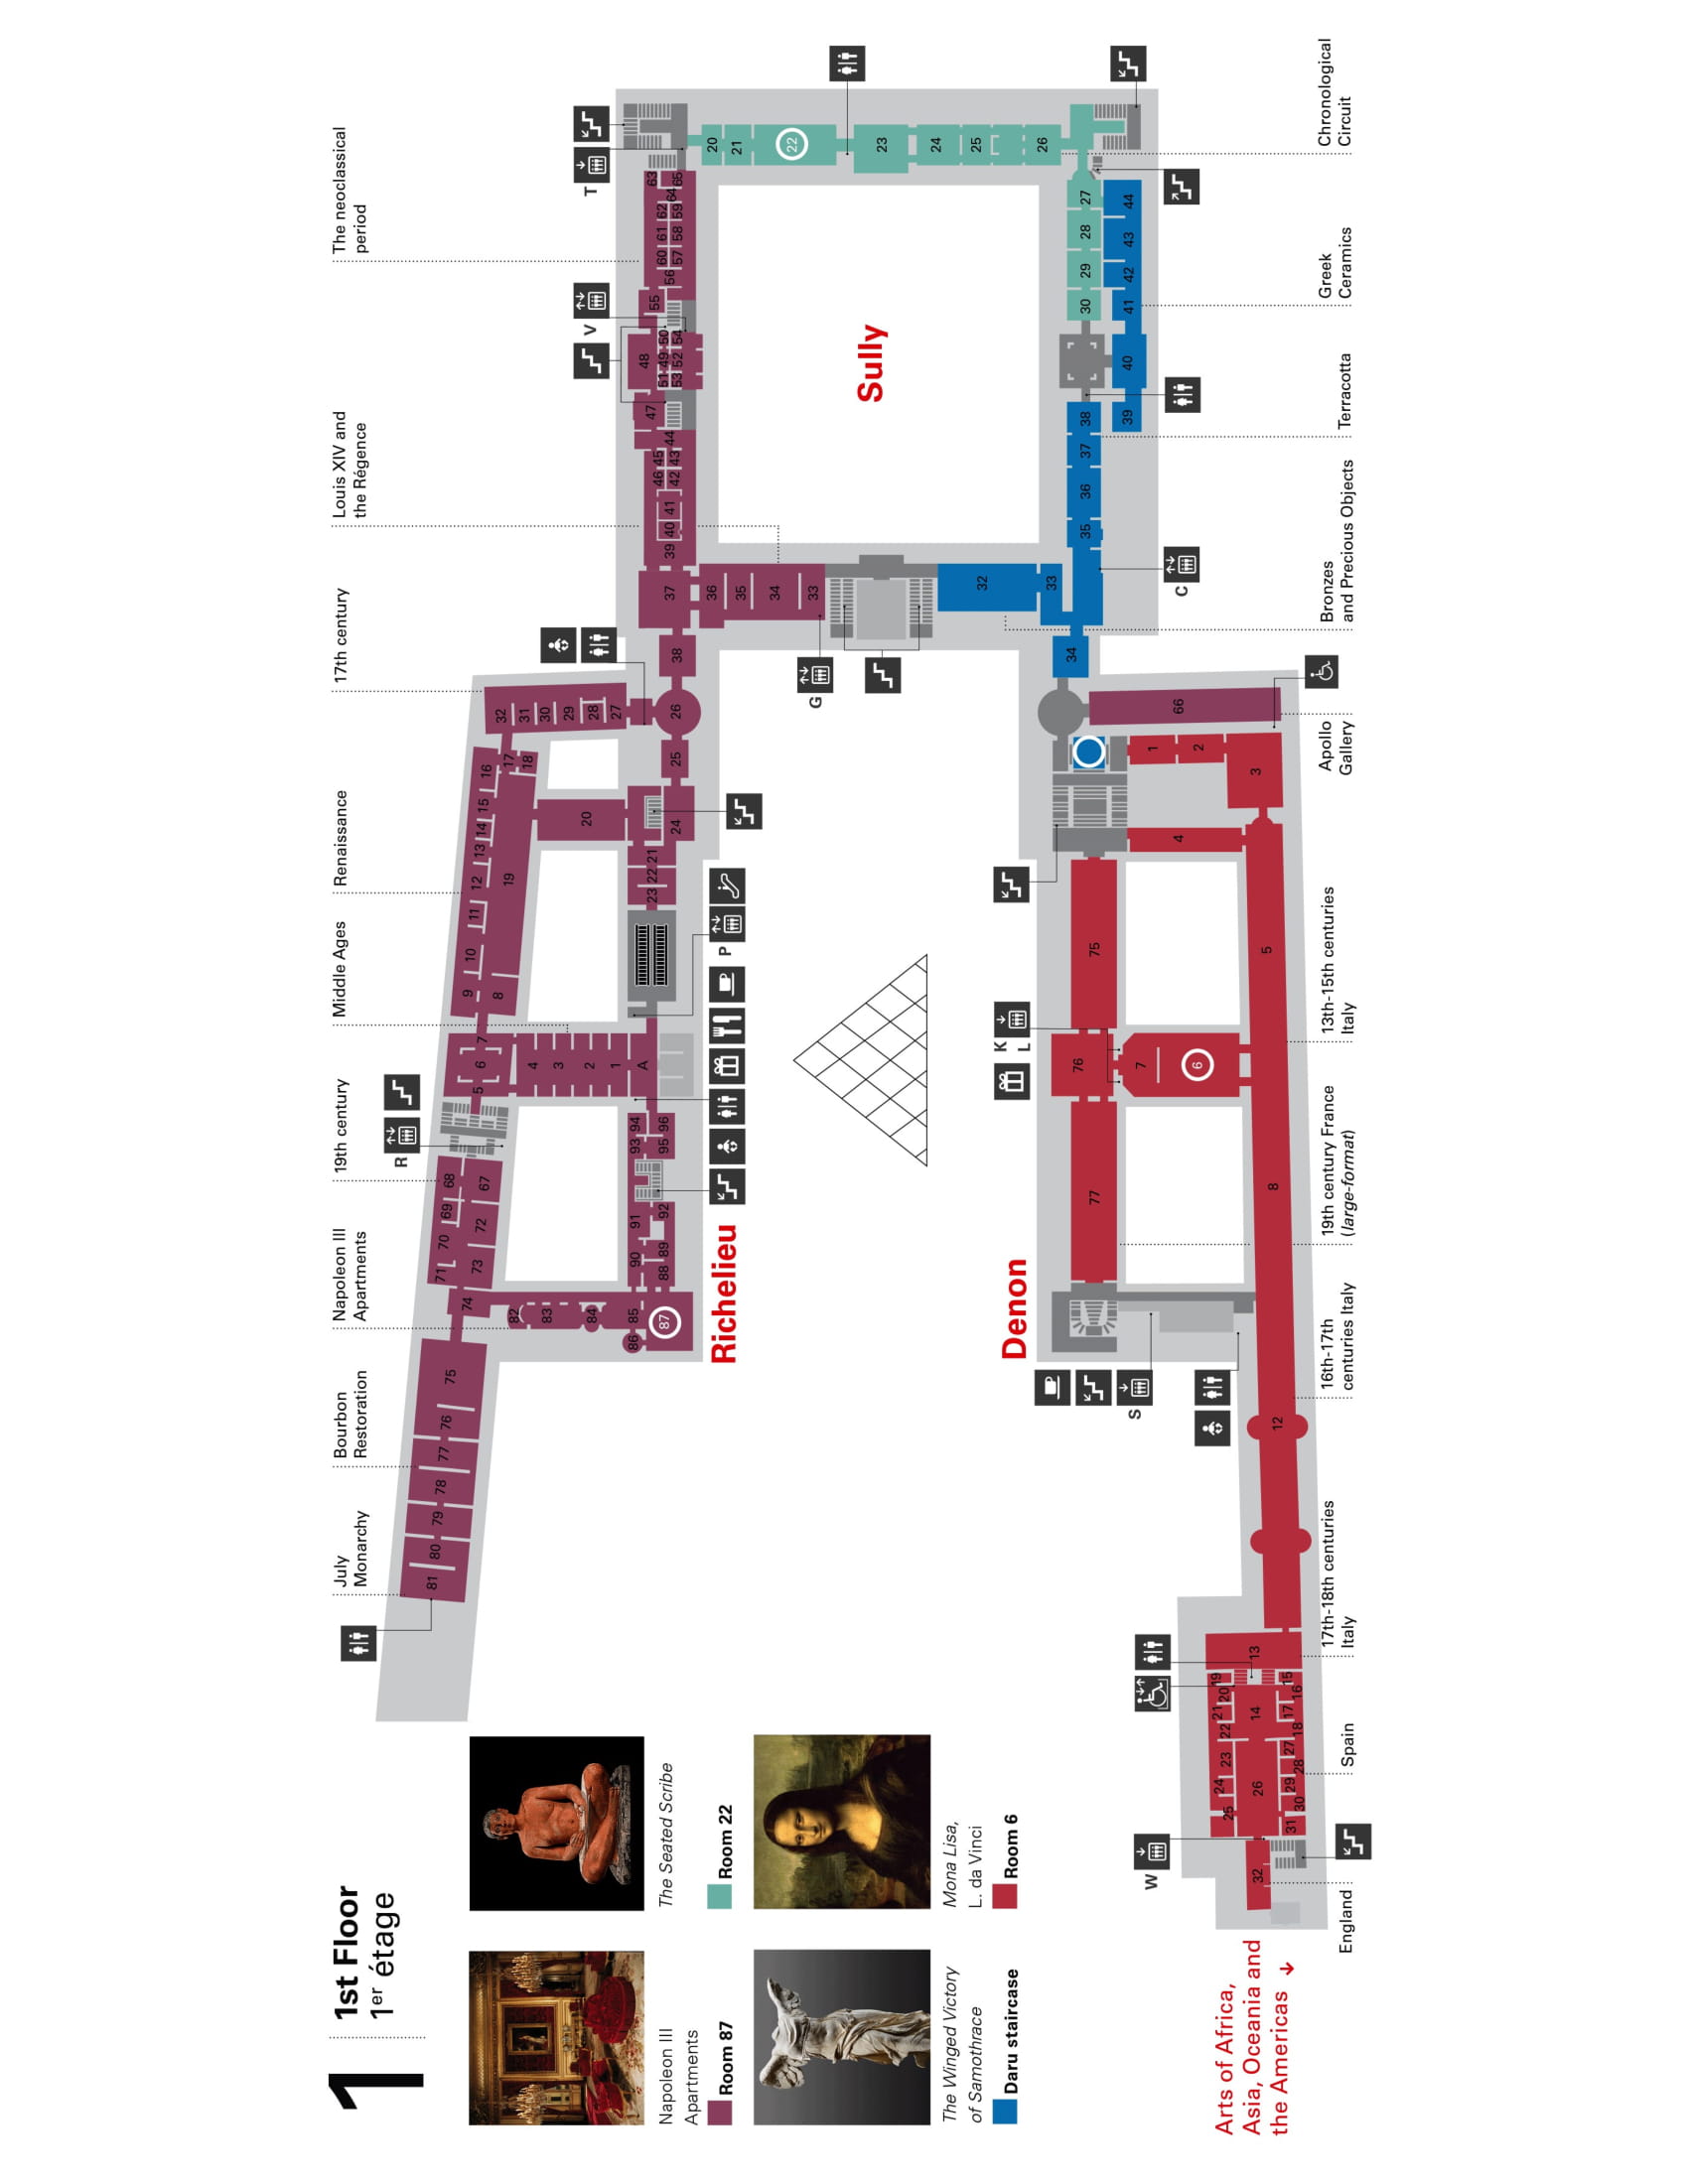 1
1st Floor
1er étage
Napoleon III
Apartments
Room 87
The Seated Scribe
Room 22
The Winged Victory
of Samothrace
Daru staircase
Mona Lisa,
L. da Vinci
Room 6
July
Monarchy
Bourbon
Restoration
Napoleon III
Apartments
19th century
Middle Ages
Renaissance
17th century
Louis XIV and
the Régence
The neoclassical
period
R
81 80 79 78 77 76 75
74
71 70 69 68
73 72 67
5 6 7
9 10 11 12 13 14 15 16
8 19 17
18
32
31
30
29
28
27
82
83
84
4
3
2
1
A
20
86 85
87
90 91 93 94
88 89 92 95 96
23 22 21
24 25 26 38 37
39 40 41 46 45
42 43 44
47 48
51 49 50
53 52 54
55
56 60 61 62 63
57 58 59 64 65
V
T
Richelieu
P
36
35
34
33
G
Sully
20
21
22
23
24
25
26
32
33
34 35 36 37 38
30 29 28 27
39 40 41 42 43 44
C
Denon
K
L
S
77 76 75
7
6
4
1
2
3
66
W
Arts of Africa,
Asia, Oceania and
the Americas
25 24 23 22 21 20 19
32 26 14 13
31 30 29 28 27 18 17 16 15
12 8 5
England
Spain
17th-18th centuries
Italy
16th-17th
centuries Italy
19th century France
(large-format)
13th-15th centuries
Italy
Apollo
Gallery
Bronzes
and Precious Objects
Terracotta
Greek
Ceramics
Chronological
Circuit